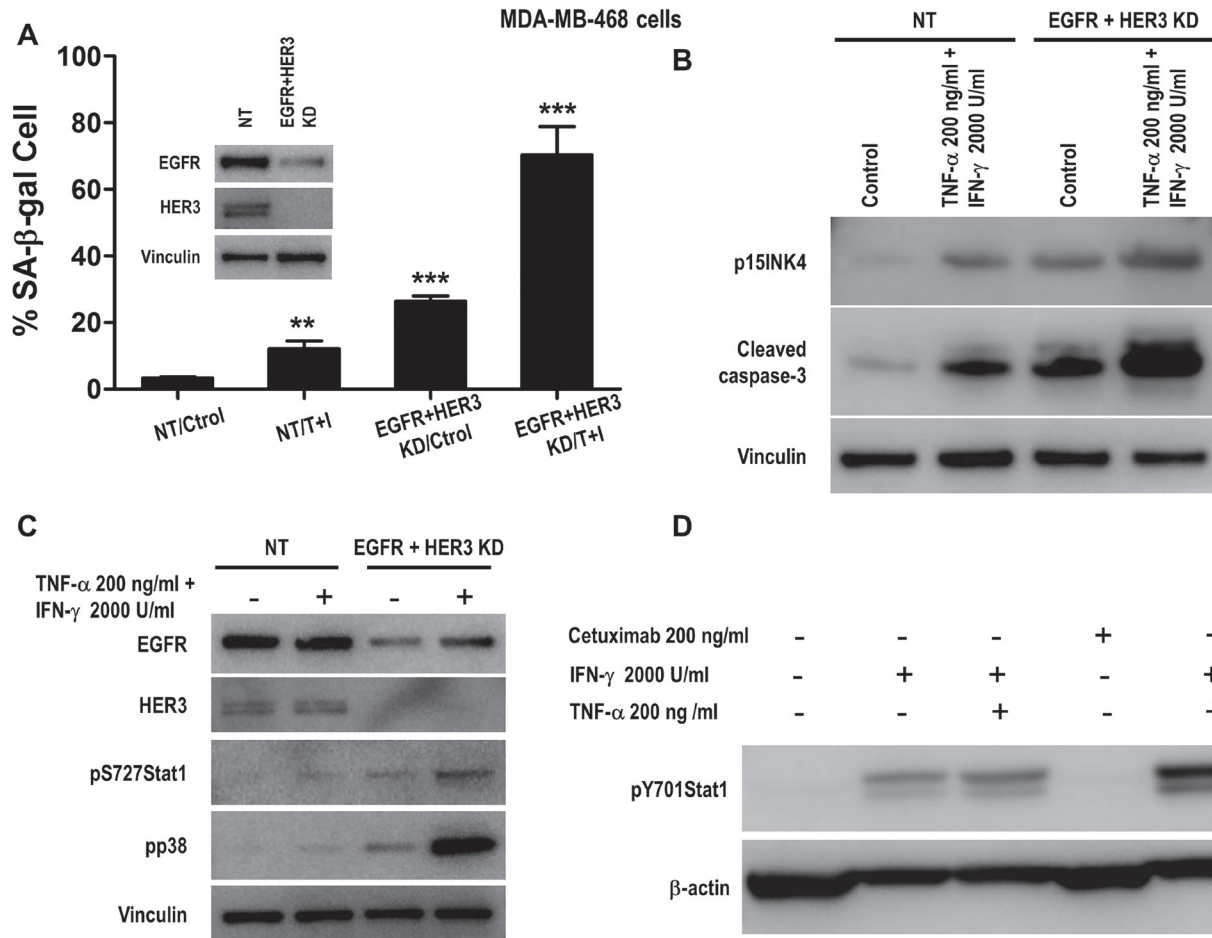 MDA-MB-468 cells
A
% SA-β-gal Cell
100
80
60
40
20
0
NT
EGFR+HER3
KD
EGFR
HER3
Vinculin
**
***
***
NT/Ctrol
NT/T+I
EGFR+HER3
KD/Ctrol
EGFR+HER3
KD/T+I
B
NT
EGFR + HER3 KD
Control
TNF-α 200 ng/ml +
IFN-γ 2000 U/ml
Control
TNF-α 200 ng/ml +
IFN-γ 2000 U/ml
p15INK4
Cleaved
caspase-3
Vinculin
C
NT
EGFR + HER3 KD
TNF-α 200 ng/ml +
IFN-γ 2000 U/ml
- + - +
EGFR
HER3
pS727Stat1
pp38
Vinculin
D
Cetuximab 200 ng/ml - - - + -
IFN-γ 2000 U/ml - + + - +
TNF-α 200 ng /ml - - + - -
pY701Stat1
β-actin